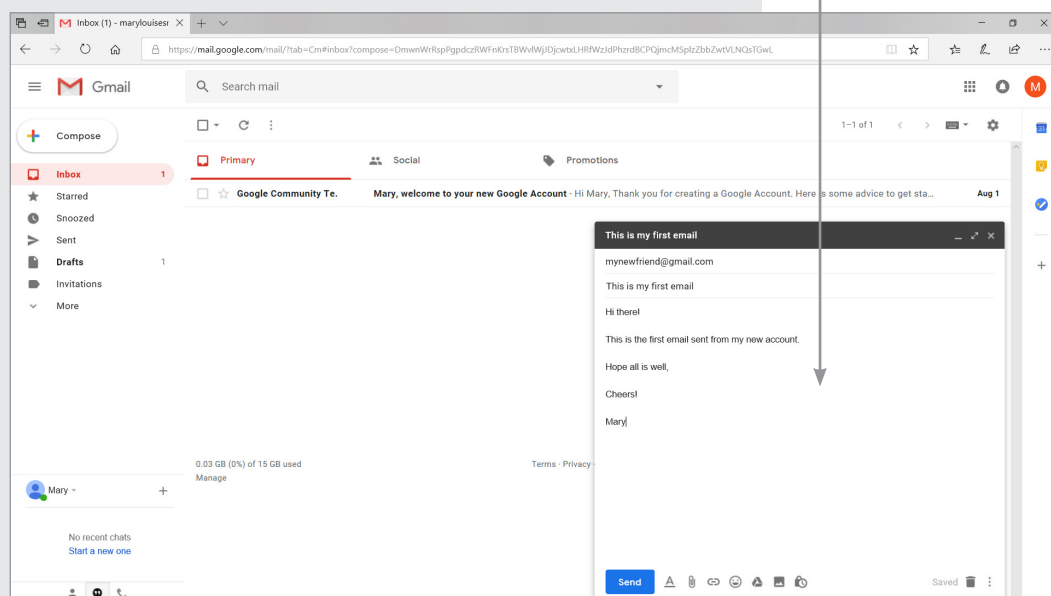 Inbox (1) - marylouisesr
https://mail.google.com/mail/?tab=Cm#inbox?compose=DmwnWrRspPgpdczRWFnKrsTBWvlWjJDjcwtxLHRfWzJdPhzrdBCPQjmcMSplzZbbZwtVLNQsTGwL
Gmail
Search mail
M
Compose
1–1 of 1
31
Primary
Social
Promotions
Inbox 1
Google Community Te. Mary, welcome to your new Google Account - Hi Mary, Thank you for creating a Google Account. Here is some advice to get sta... Aug 1
Starred
Snoozed
Sent
Drafts 1
Invitations
More
This is my first email
mynewfriend@gmail.com
This is my first email
Hi there!
This is the first email sent from my new account.
Hope all is well,
Cheers!
Mary
0.03 GB (0%) of 15 GB used
Manage
Terms · Privacy ·
Mary
No recent chats
Start a new one
Send
Saved